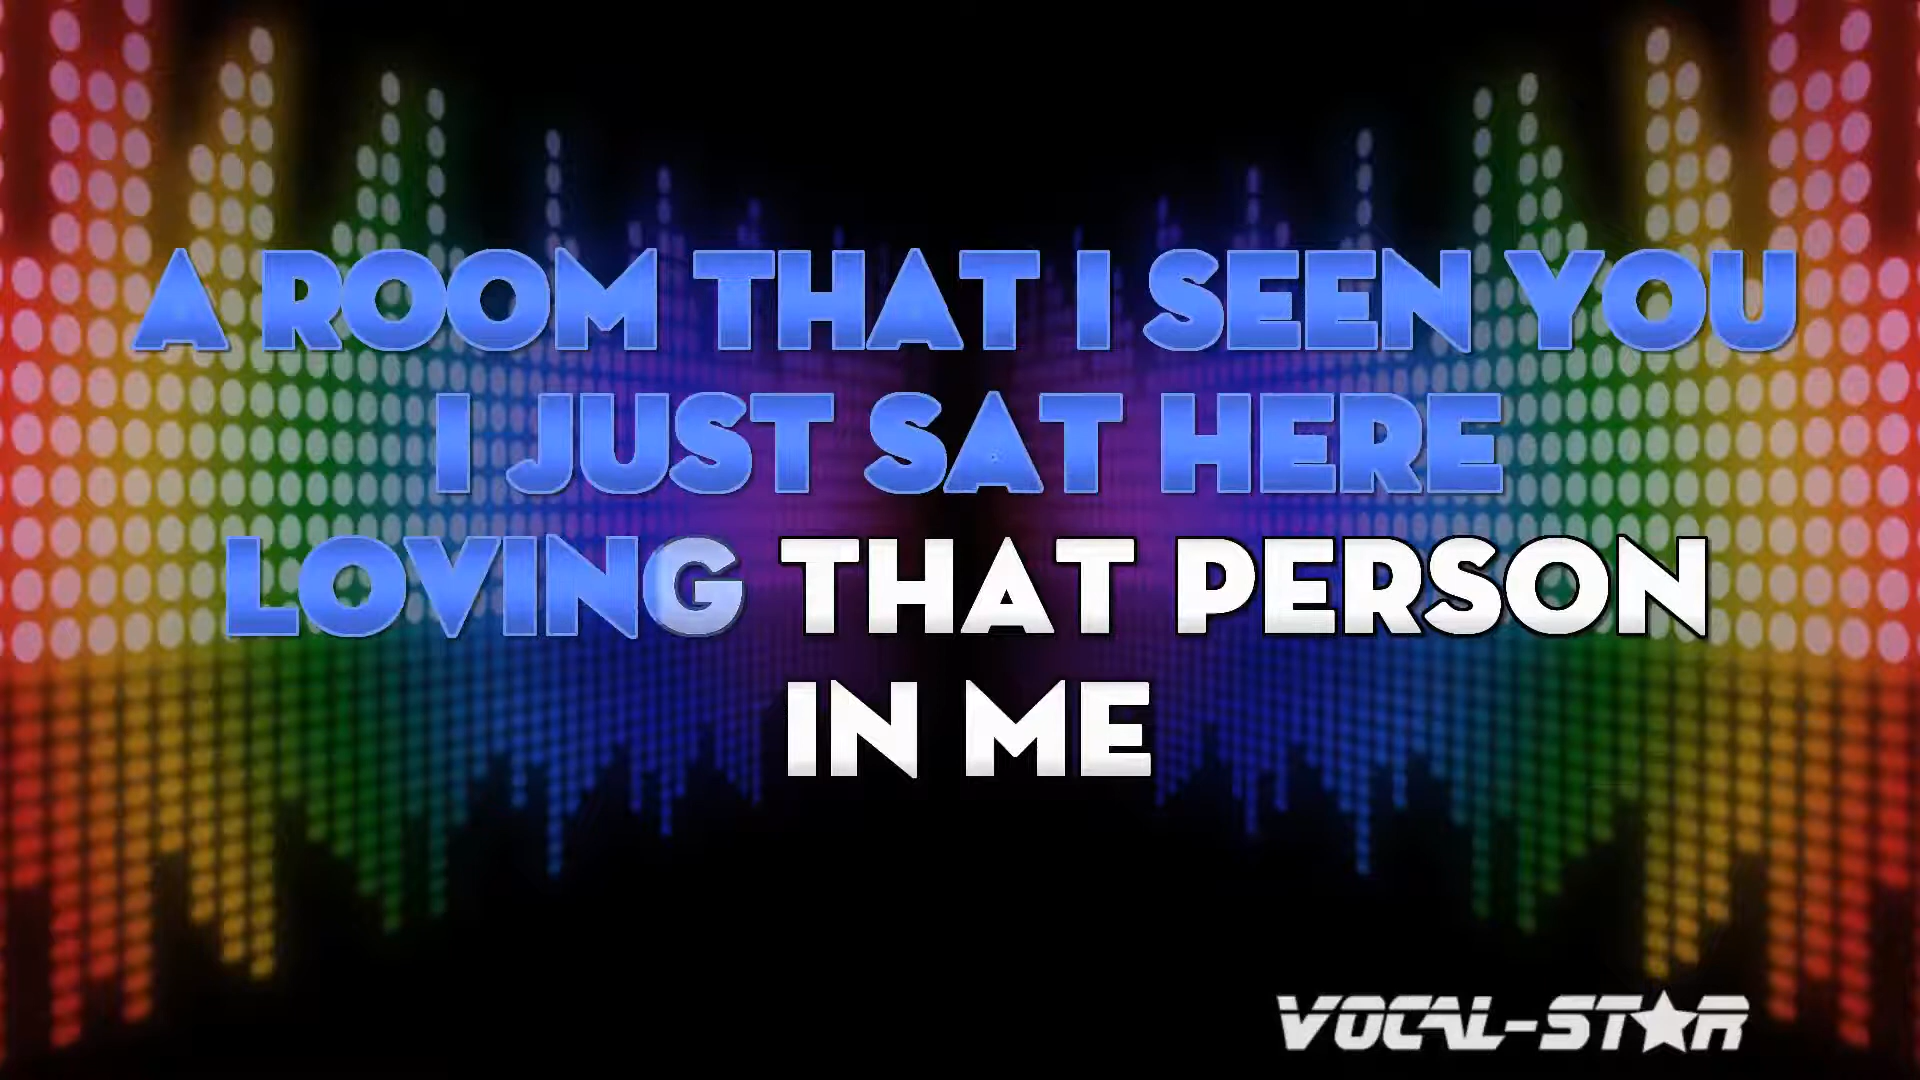 A ROOM THAT I SEEN YOU
I JUST SAT HERE
LOVING THAT PERSON
IN ME
VOCAL-STAR